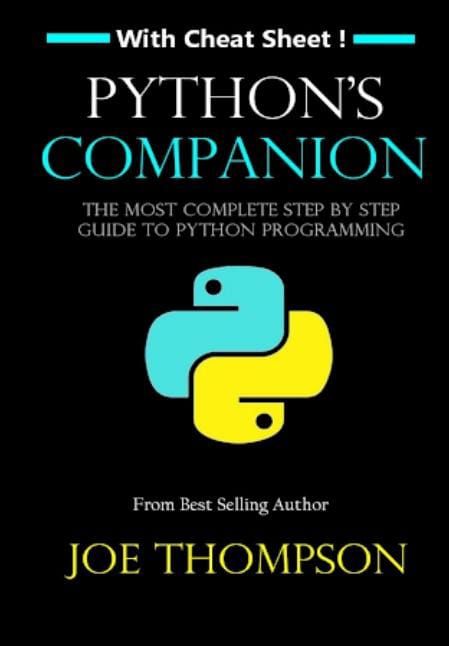 With Cheat Sheet !
PYTHON'S
COMPANION
THE MOST COMPLETE STEP BY STEP
GUIDE TO PYTHON PROGRAMMING
From Best Selling Author
JOE THOMPSON